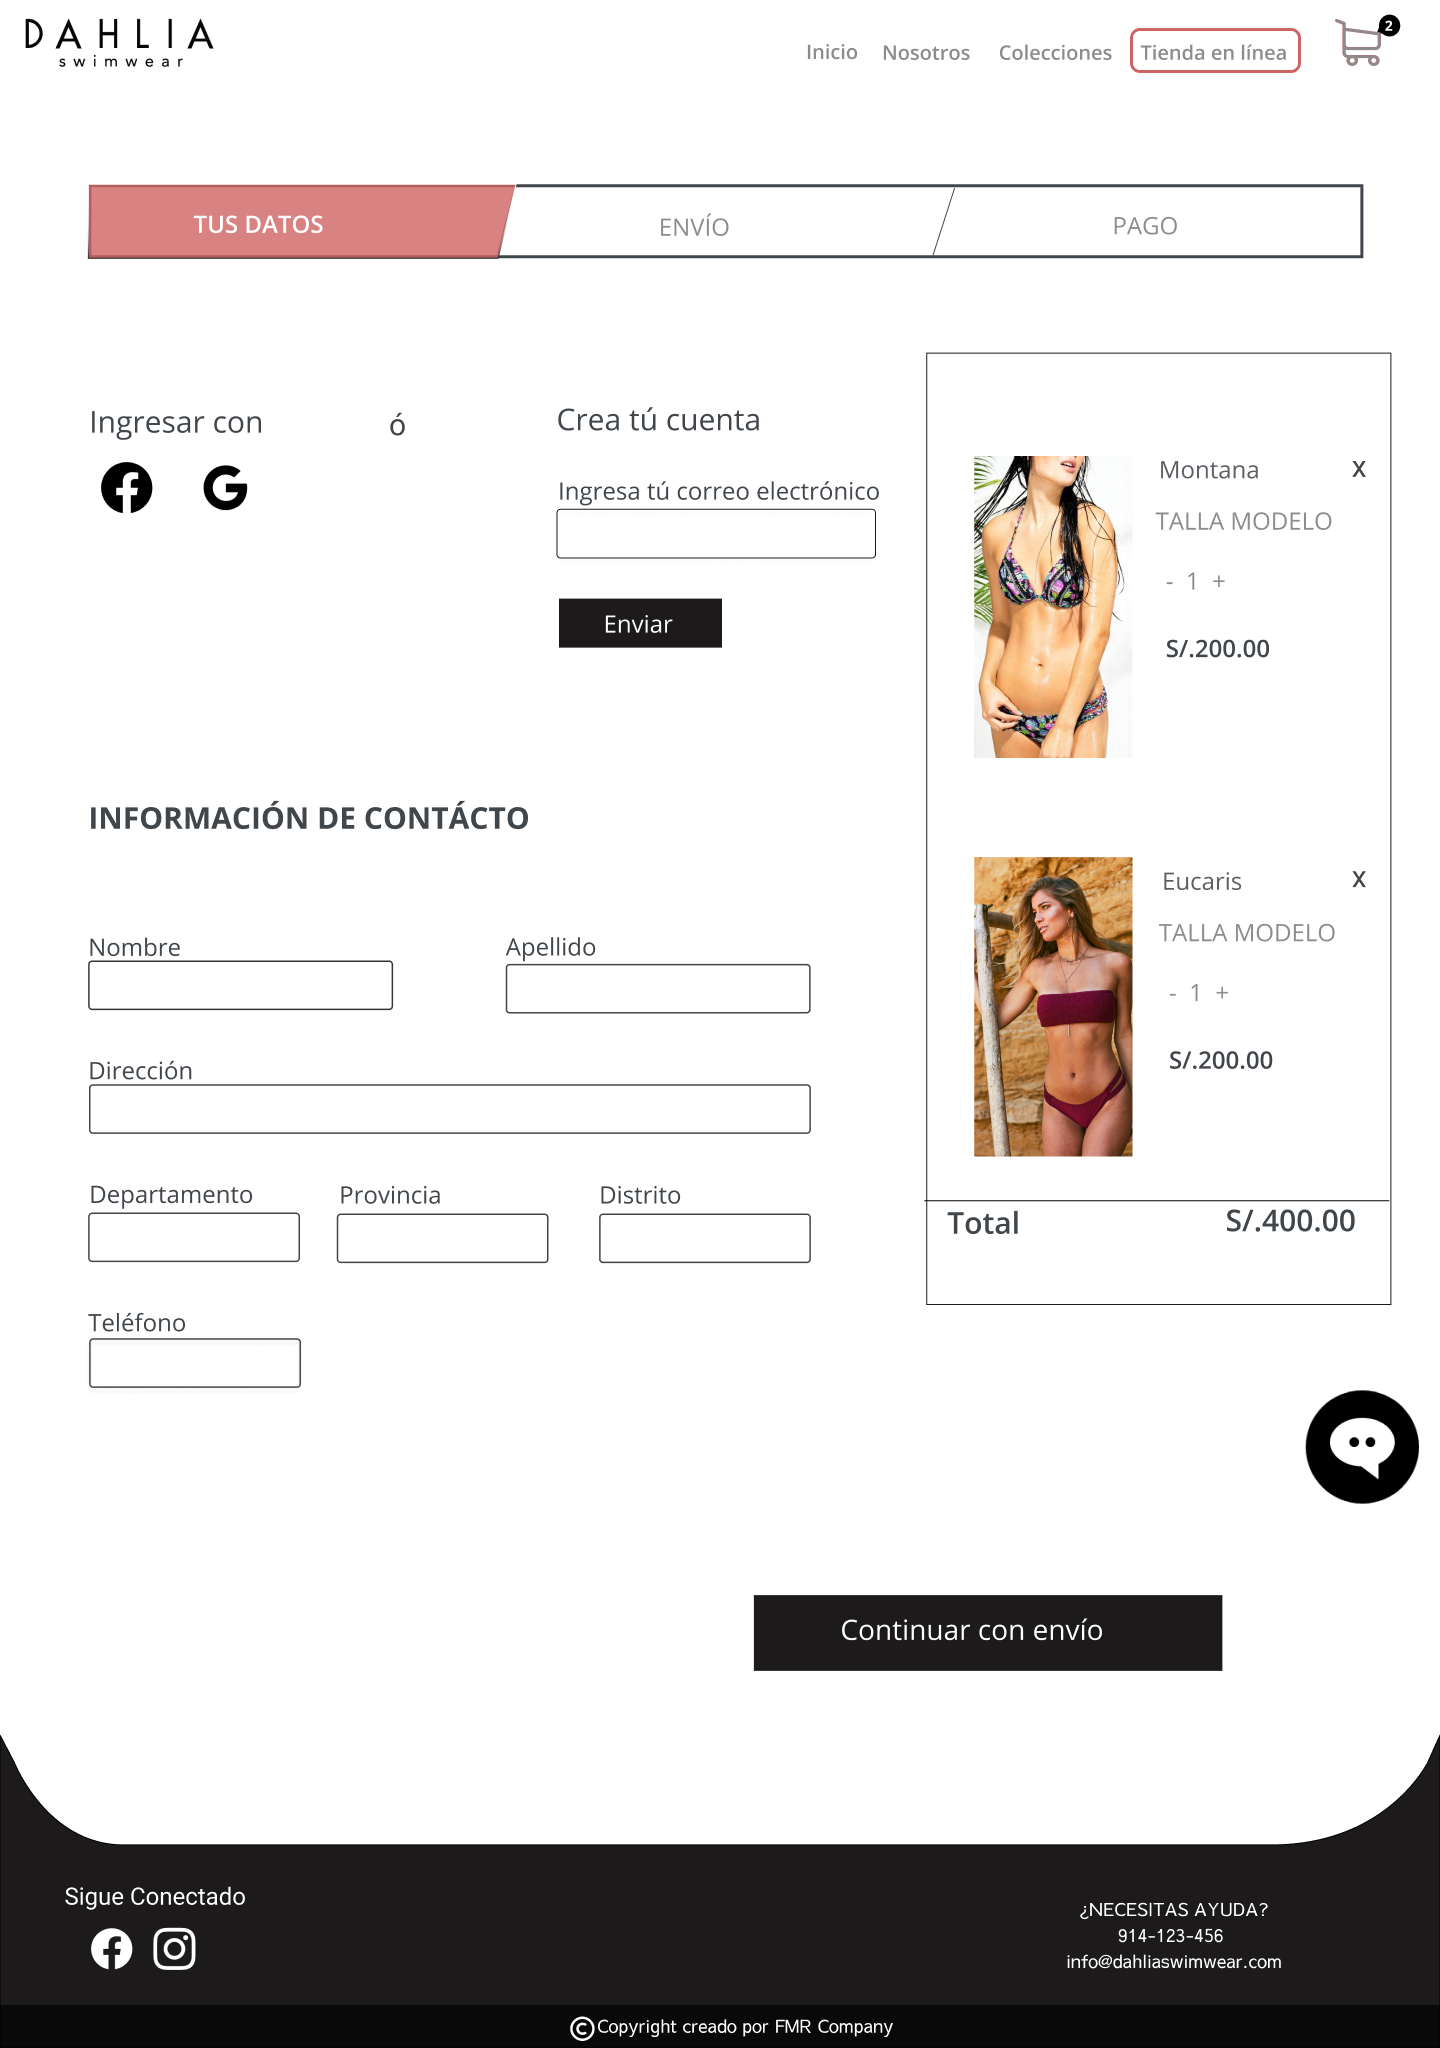 DAHLIA
swimwear
Inicio Nosotros Colecciones Tienda en línea 2
TUS DATOS ENVÍO PAGO
Ingresar con ó Crea tú cuenta
Ingresa tú correo electrónico
Enviar
Montana X
TALLA MODELO
- 1 +
S/.200.00
INFORMACIÓN DE CONTÁCTO
Nombre Apellido
Dirección
Departamento Provincia Distrito
Teléfono
Eucaris X
TALLA MODELO
- 1 +
S/.200.00
Total S/.400.00
Continuar con envío
Sigue Conectado
¿NECESITAS AYUDA?
914-123-456
info@dahliaswimwear.com
©Copyright creado por FMR Company